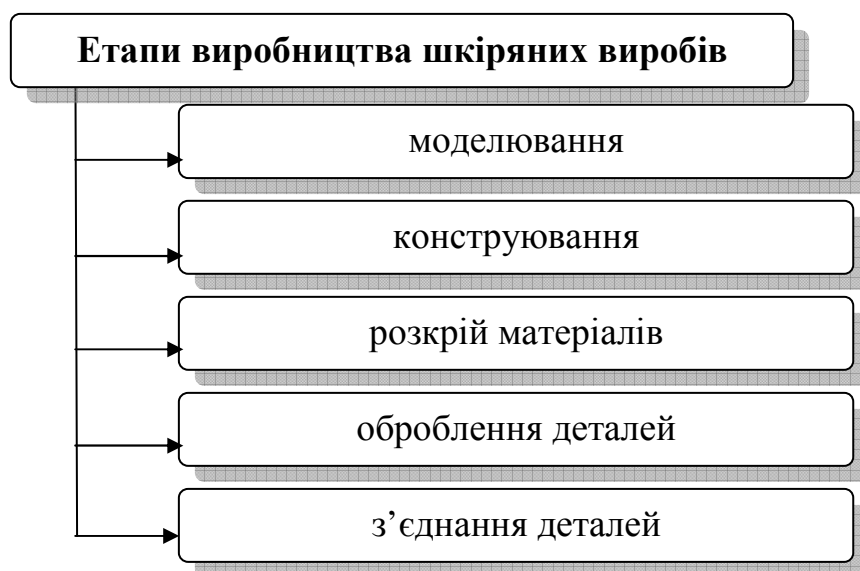 Етапи виробництва шкіряних виробів
моделювання
конструювання
розкрій матеріалів
оброблення деталей
з’єднання деталей